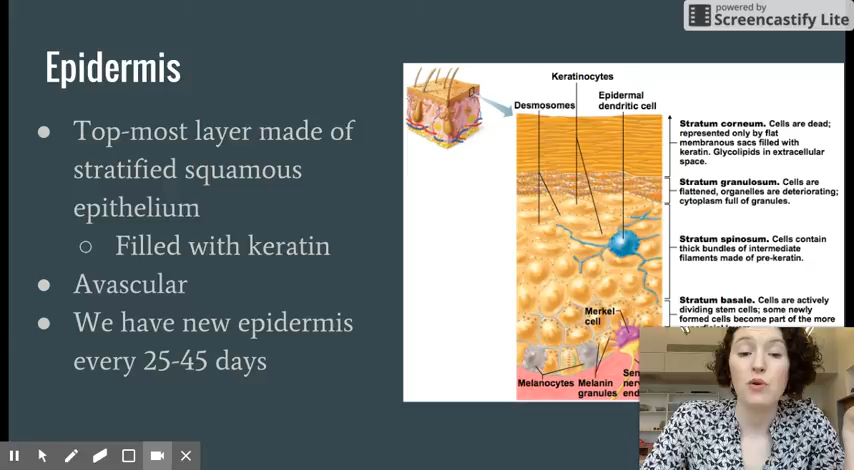 powered by
Screencastify Lite
Epidermis
● Top-most layer made of
stratified squamous
epithelium
○ Filled with keratin
● Avascular
● We have new epidermis
every 25-45 days
Keratinocytes
Desmosomes
Epidermal
dendritic cell
Stratum corneum. Cells are dead;
represented only by flat
membranous sacs filled with
keratin. Glycolipids in extracellular
space.
Stratum granulosum. Cells are
flattened, organelles are deteriorating;
cytoplasm full of granules.
Stratum spinosum. Cells contain
thick bundles of intermediate
filaments made of pre-keratin.
Stratum basale. Cells are actively
dividing stem cells; some newly
formed cells become part of the more
Merkel
cell
Melanocytes
Melanin
granules